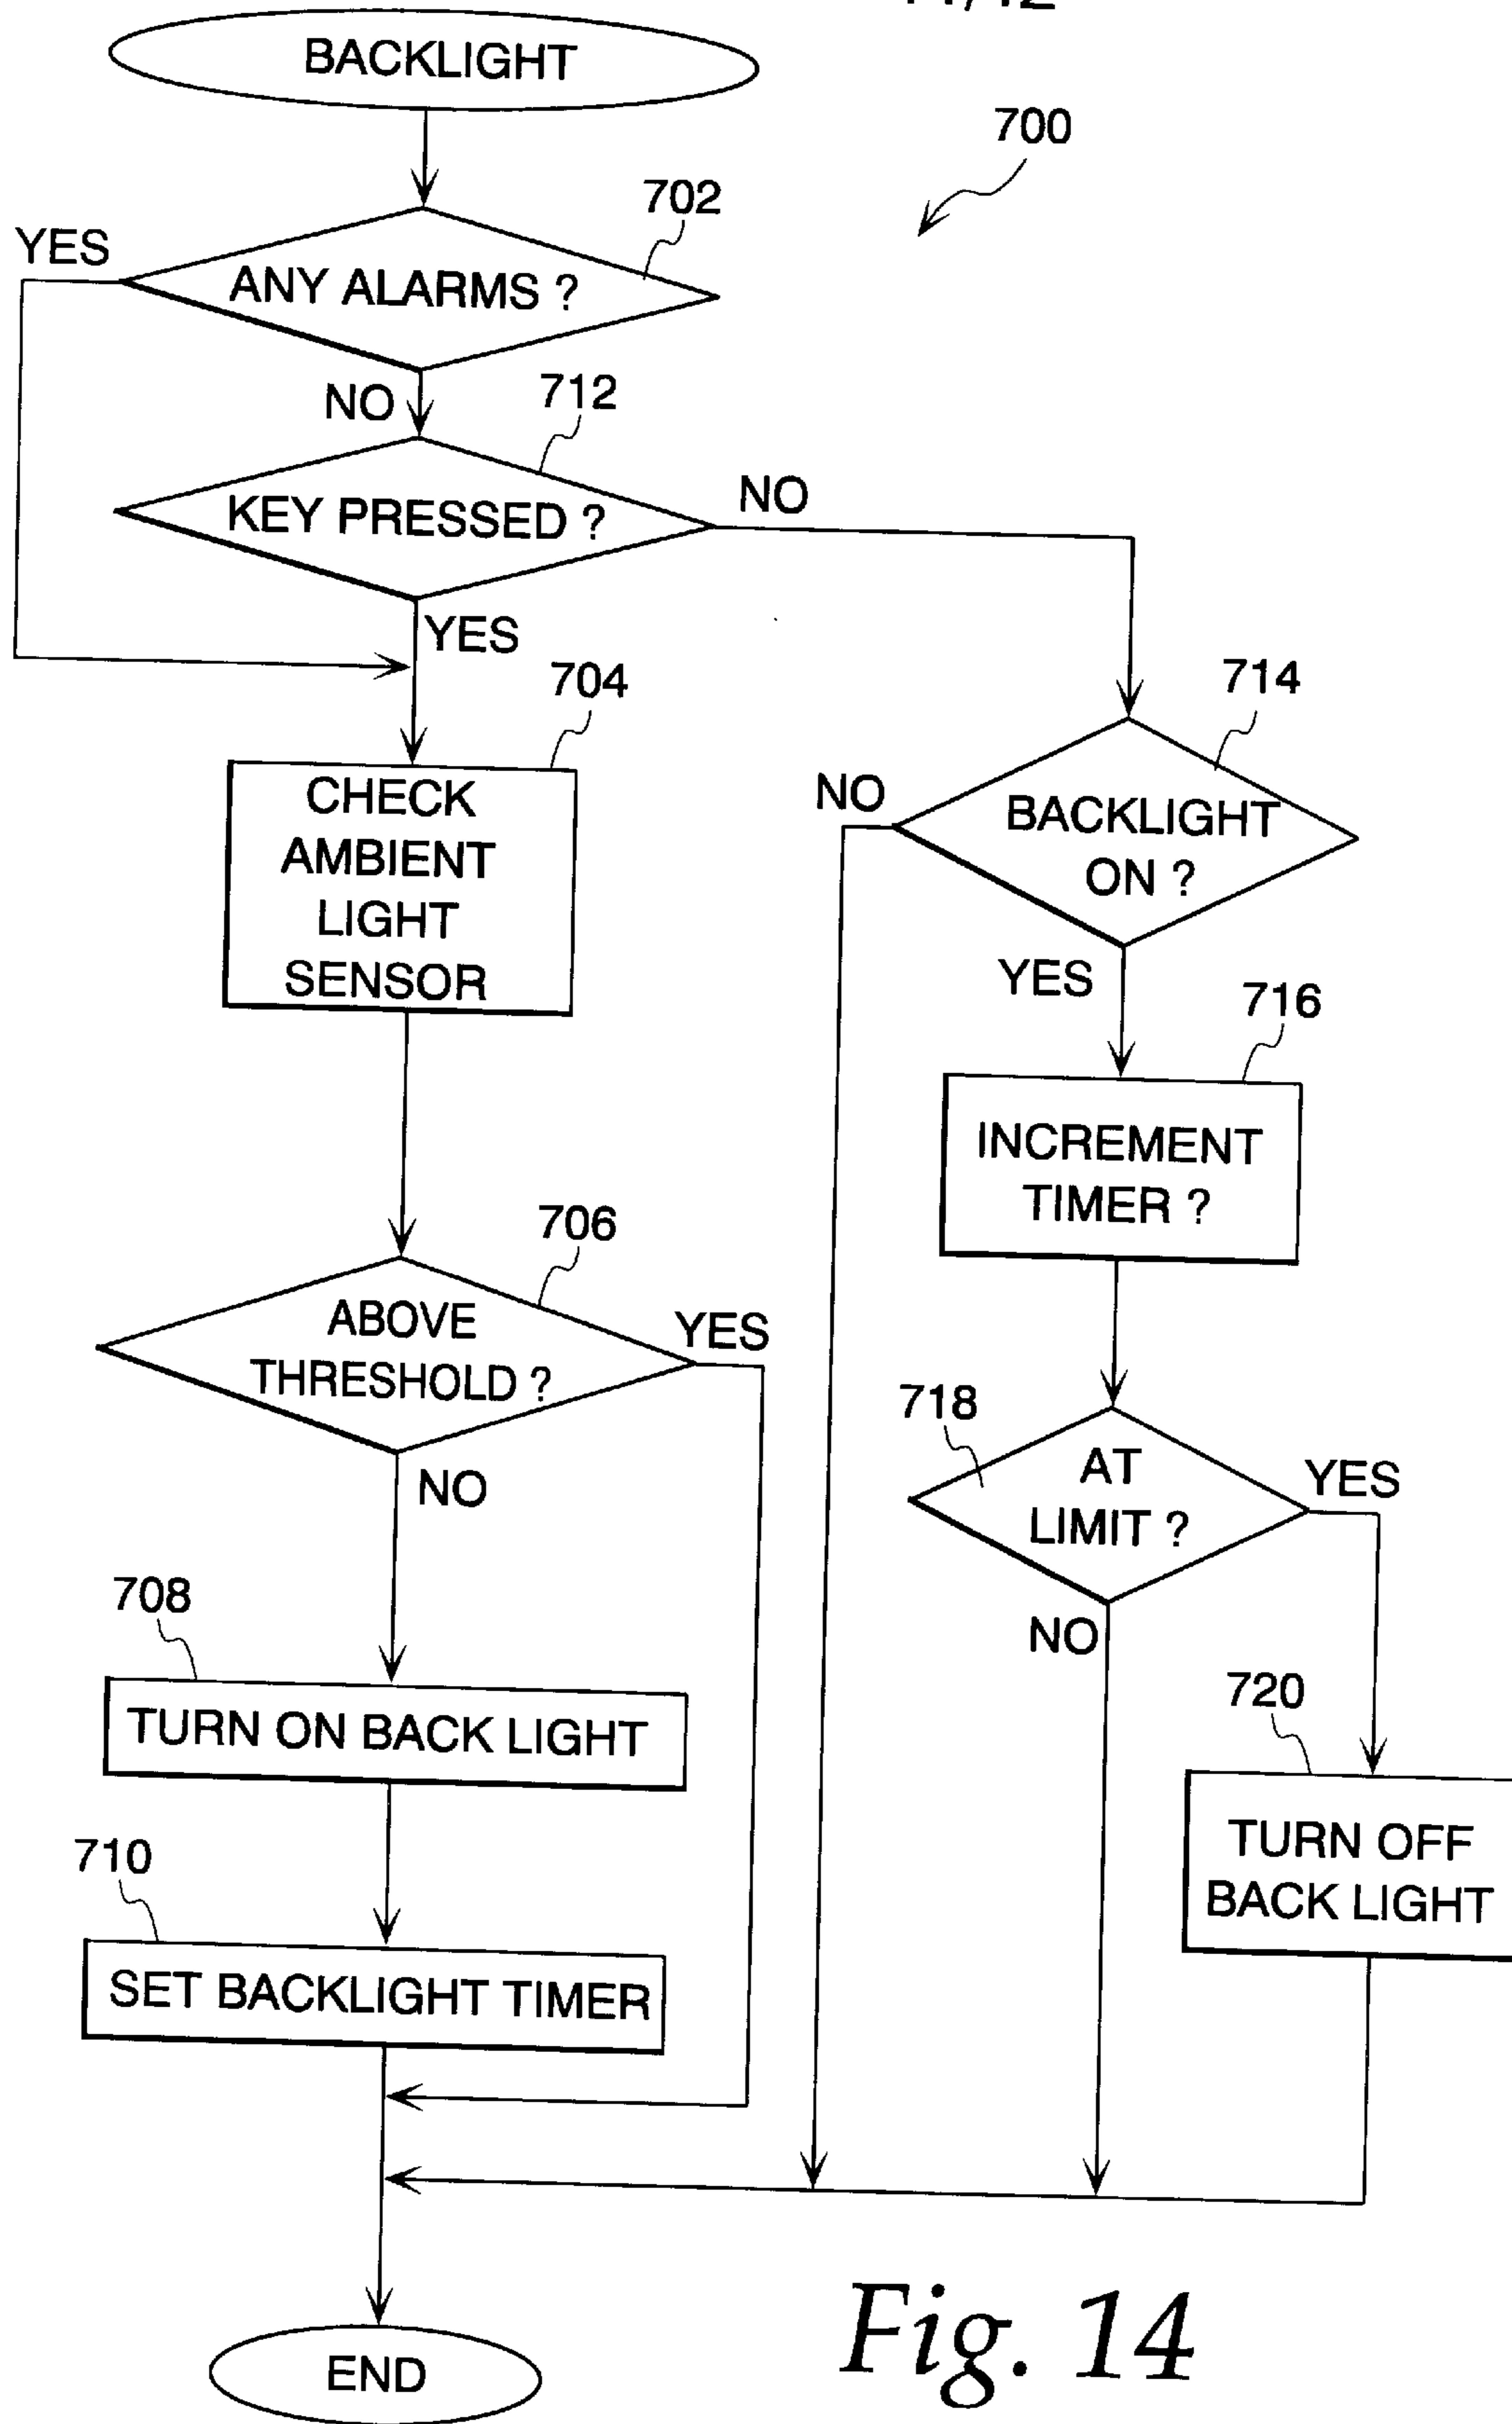 BACKLIGHT
700
702
YES
ANY ALARMS ?
NO
712
KEY PRESSED ?
NO
YES
704
CHECK
AMBIENT
LIGHT
SENSOR
714
NO
BACKLIGHT
ON ?
YES
716
INCREMENT
TIMER ?
706
ABOVE
THRESHOLD ?
YES
NO
718
AT
LIMIT ?
YES
NO
708
TURN ON BACK LIGHT
720
TURN OFF
BACK LIGHT
710
SET BACKLIGHT TIMER
END
Fig. 14